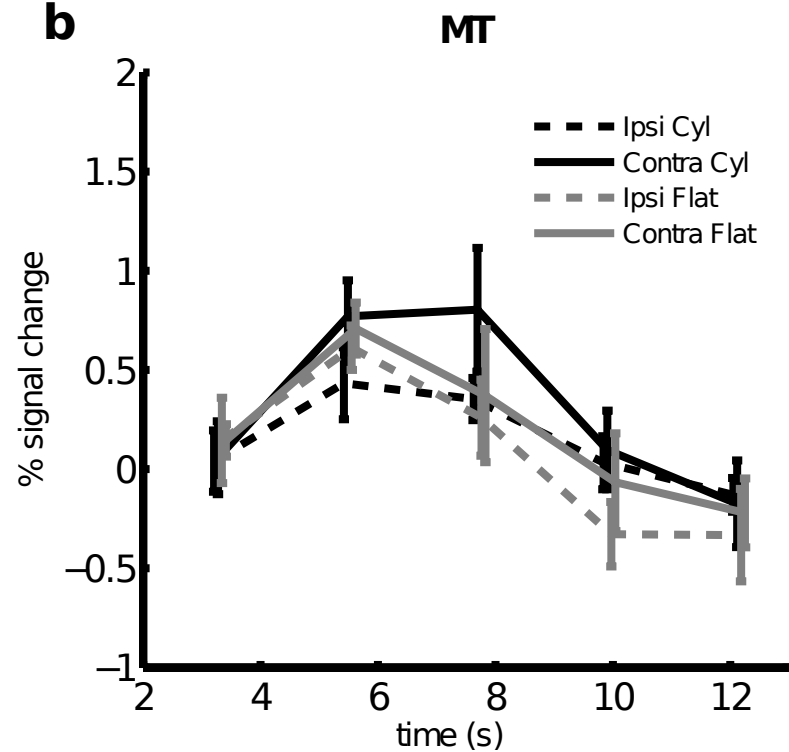 b
MT
2
1.5
1
0.5
0
−0.5
−1
% signal change
Ipsi Cyl
Contra Cyl
Ipsi Flat
Contra Flat
2 4 6 8 10 12
time (s)